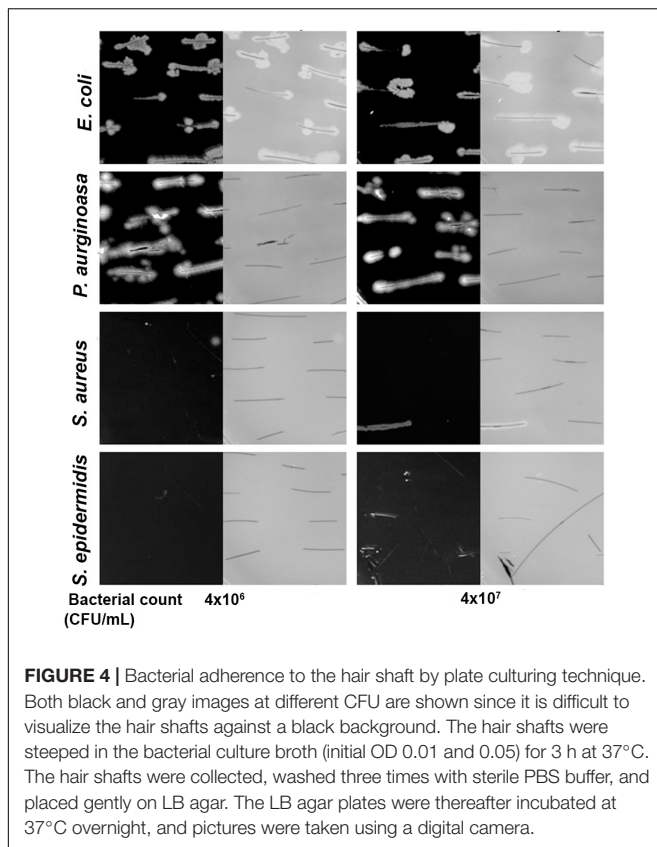 E. coli
P. aurginoasa
S. aureus
S. epidermidis
Bacterial count 4x10⁶ 4x10⁷
(CFU/mL)
FIGURE 4 | Bacterial adherence to the hair shaft by plate culturing technique.
Both black and gray images at different CFU are shown since it is difficult to
visualize the hair shafts against a black background. The hair shafts were
steeped in the bacterial culture broth (initial OD 0.01 and 0.05) for 3 h at 37°C.
The hair shafts were collected, washed three times with sterile PBS buffer, and
placed gently on LB agar. The LB agar plates were thereafter incubated at
37°C overnight, and pictures were taken using a digital camera.